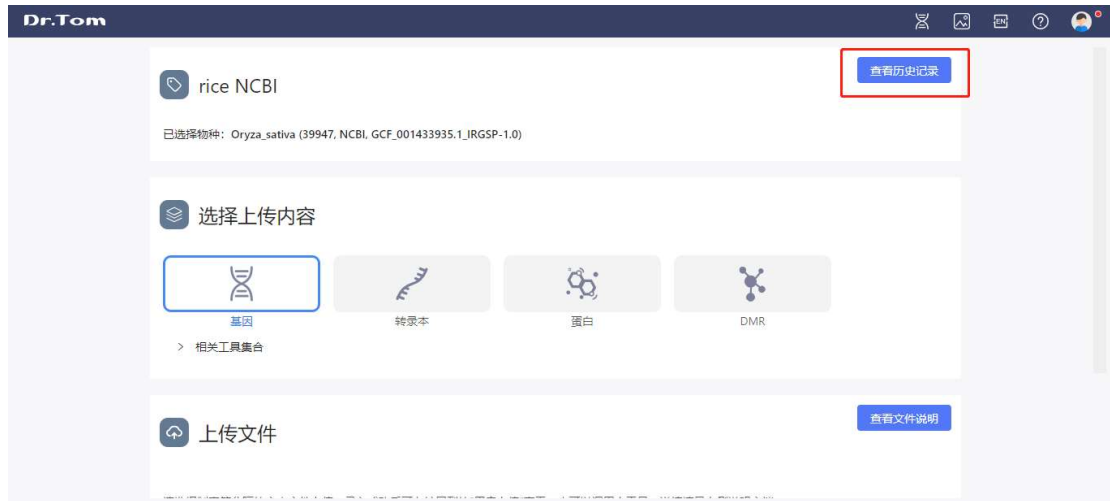 Dr.Tom
EN
rice NCBI
查看历史记录
已选择物种：Oryza_sativa (39947, NCBI, GCF_001433935.1_IRGSP-1.0)
选择上传内容
基因
转录本
蛋白
DMR
相关工具集合
上传文件
查看文件说明